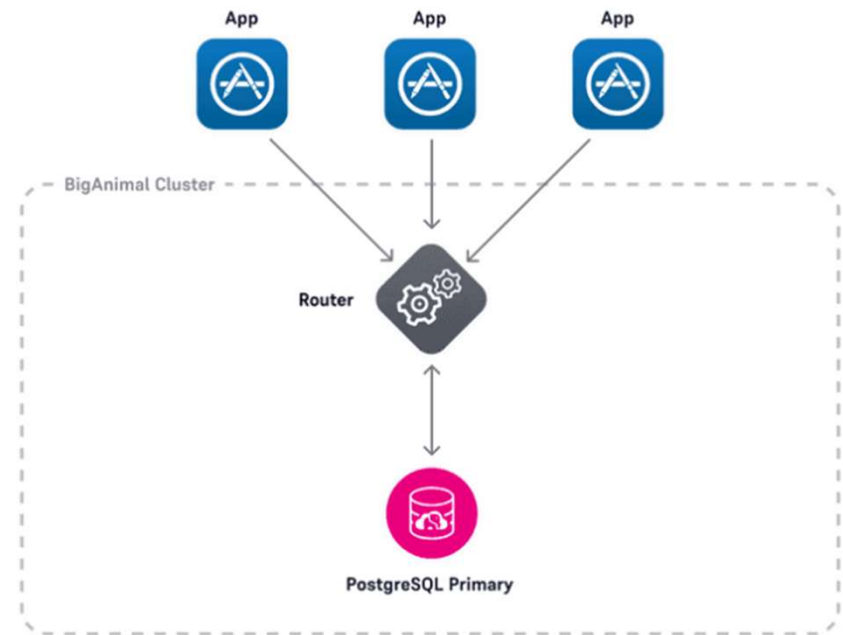 App
App
App
BigAnimal Cluster
Router
PostgreSQL Primary